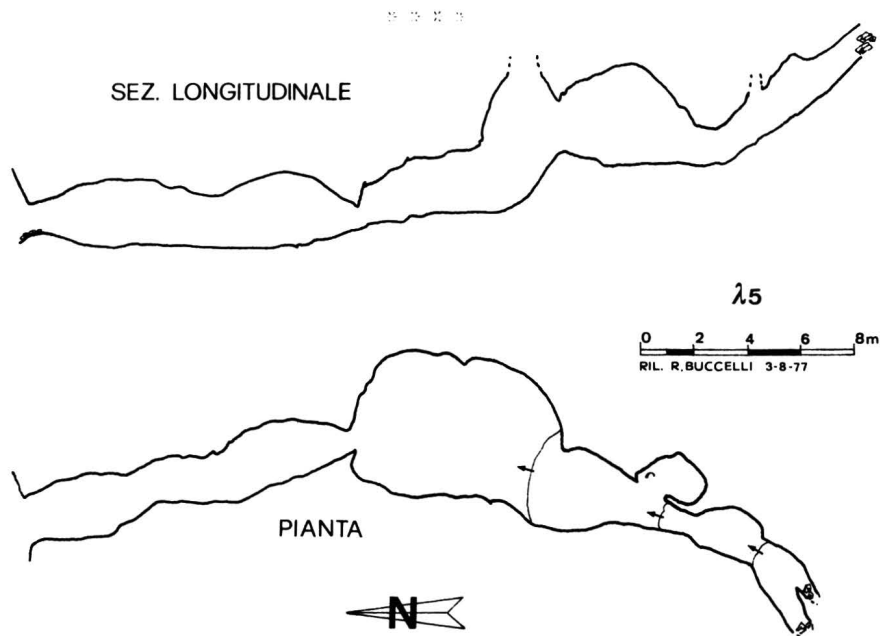 SEZ. LONGITUDINALE
λ5
0 2 4 6 8m
RIL. R.BUCCELLI 3-8-77
PIANTA
N